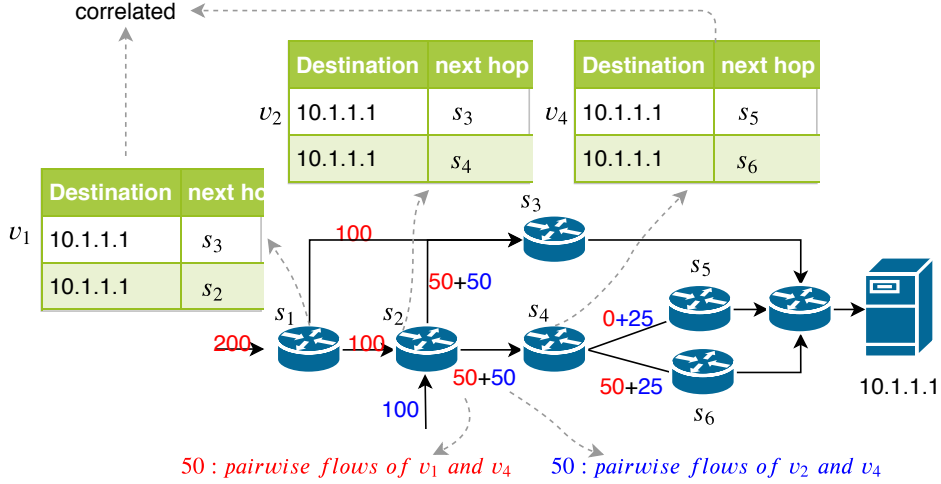 correlated
Destination next hop
v2 10.1.1.1 s3
10.1.1.1 s4
Destination next hop
v4 10.1.1.1 s5
10.1.1.1 s6
Destination next ho
v1 10.1.1.1 s3
10.1.1.1 s2
s3
100
50+50
s5
s1 s2 s4
0+25
200 100
50+50 50+25
100
s6
10.1.1.1
50 : pairwise flows of v1 and v4
50 : pairwise flows of v2 and v4